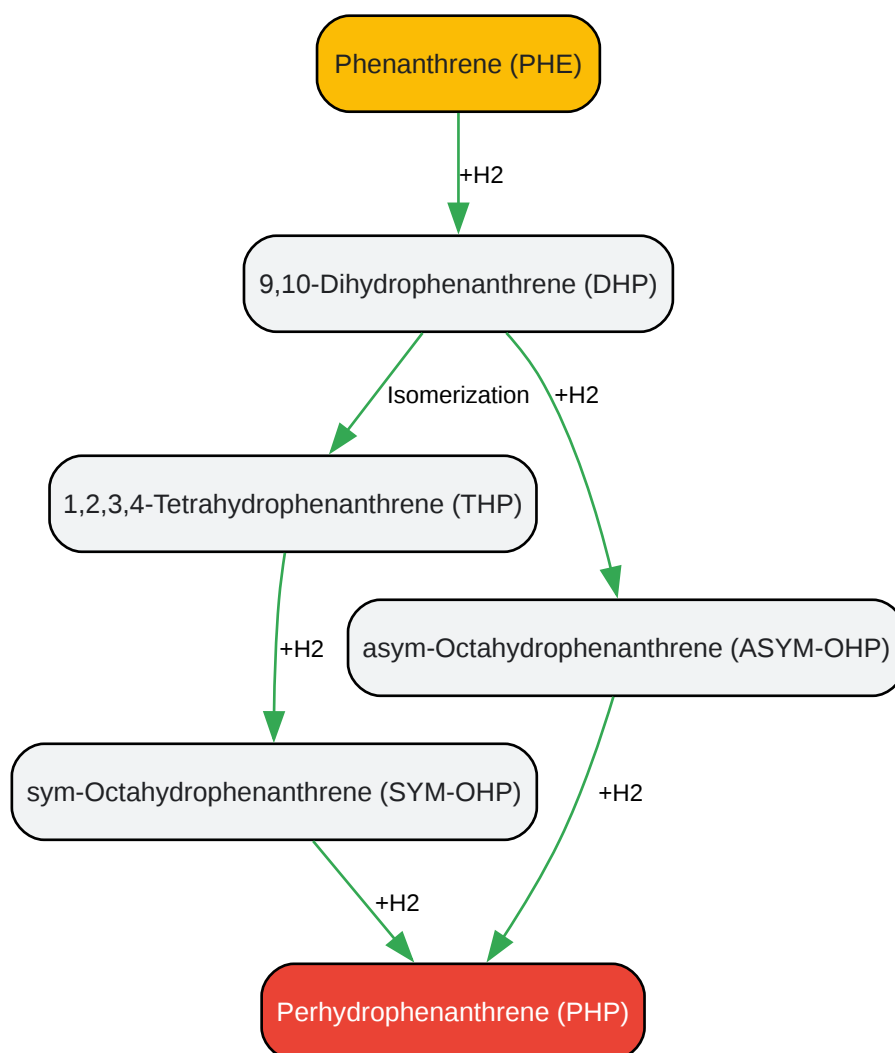 Phenanthrene (PHE)
+H2
9,10-Dihydrophenanthrene (DHP)
Isomerization
+H2
1,2,3,4-Tetrahydrophenanthrene (THP)
+H2
asym-Octahydrophenanthrene (ASYM-OHP)
sym-Octahydrophenanthrene (SYM-OHP)
+H2
+H2
Perhydrophenanthrene (PHP)